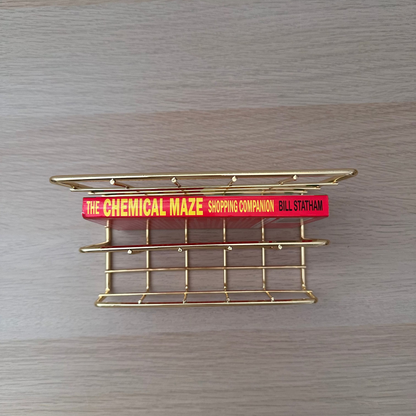 THE CHEMICAL MAZE SHOPPING COMPANION BILL STATHAM